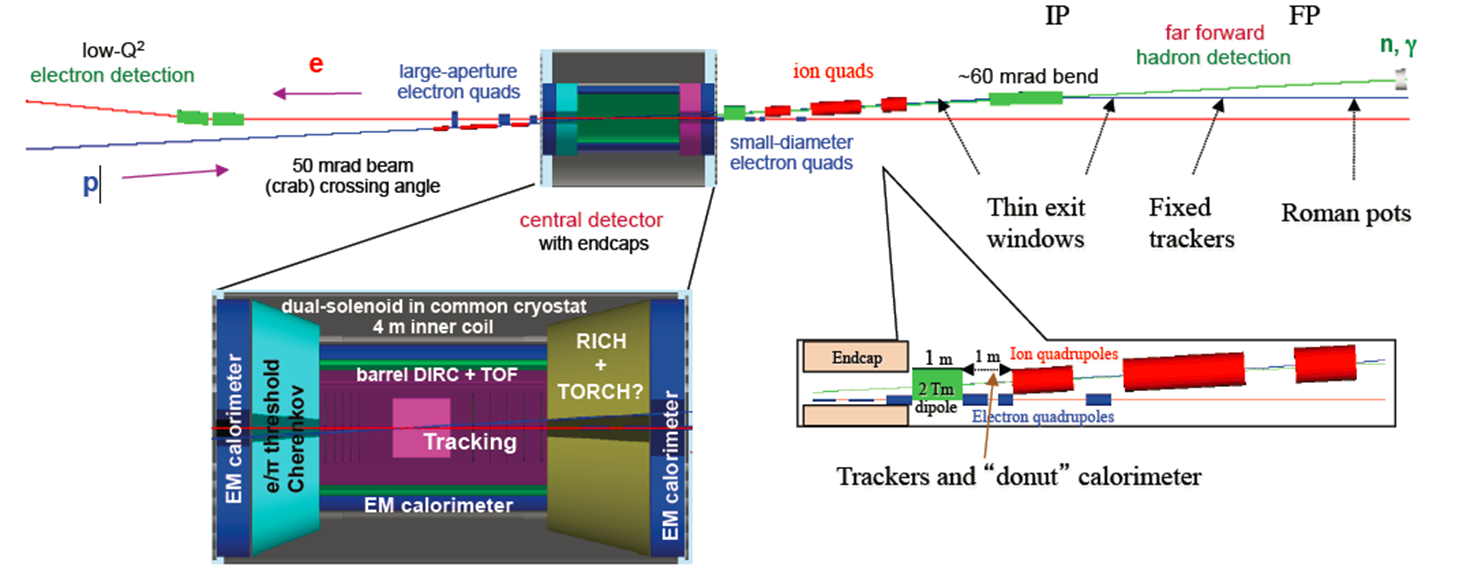 IP
FP
low-Q²
electron detection
e
large-aperture
electron quads
ion quads
~60 mrad bend
far forward
hadron detection
n, γ
p
50 mrad beam
(crab) crossing angle
small-diameter
electron quads
central detector
with endcaps
Thin exit
windows
Fixed
trackers
Roman pots
dual-solenoid in common cryostat
4 m inner coil
EM calorimeter
e/π threshold
Cherenkov
barrel DIRC + TOF
Tracking
EM calorimeter
RICH
+
TORCH?
EM calorimeter
Endcap
1 m
1 m
Ion quadrupoles
2 Tm
dipole
Electron quadrupoles
Trackers and “donut” calorimeter